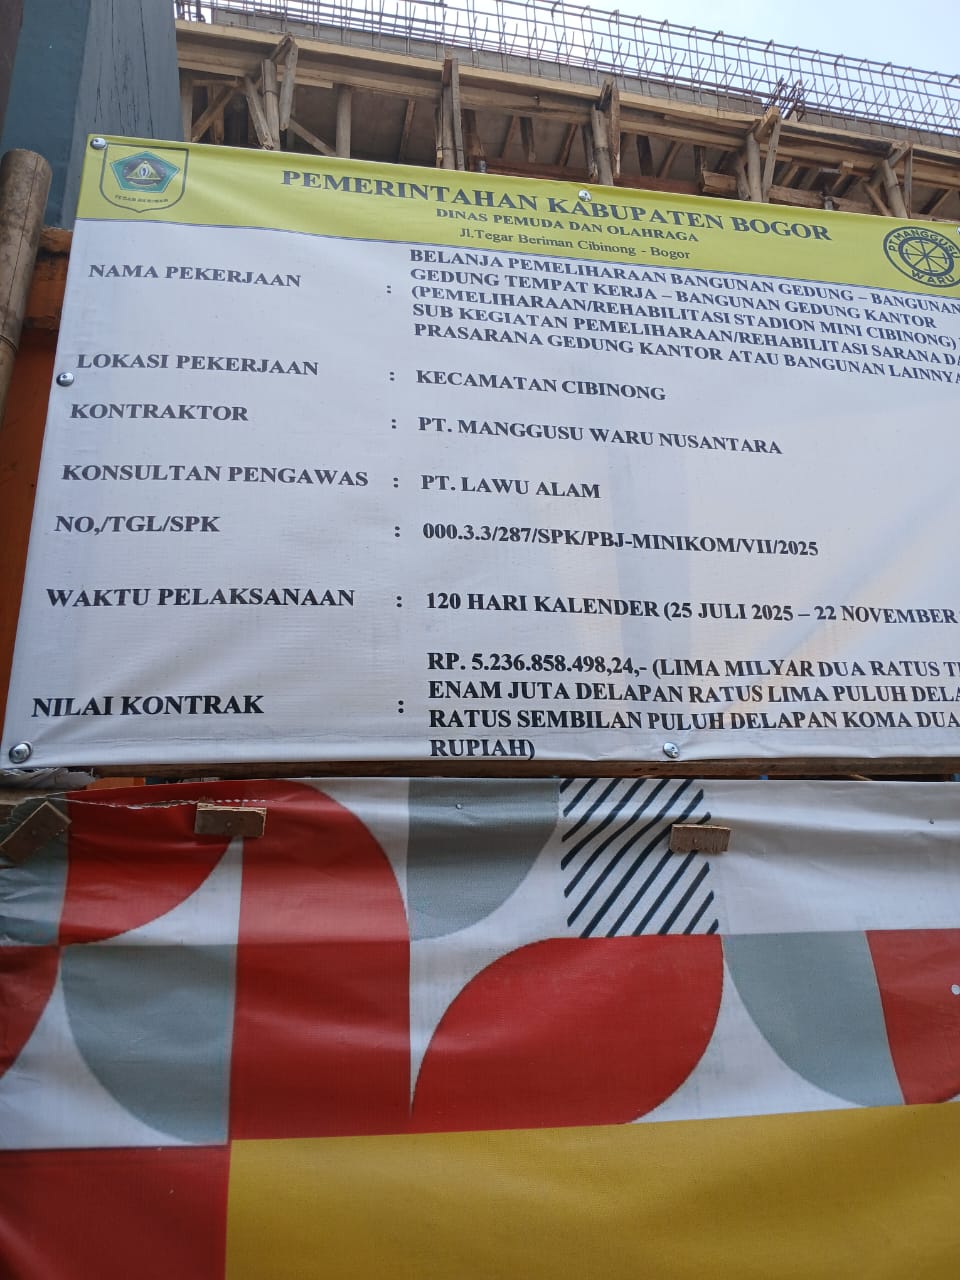 PEMERINTAHAN KABUPATEN BOGOR
DINAS PEMUDA DAN OLAHRAGA
Jl.Tegar Beriman Cibinong - Bogor
PT MANGGUSU
WARU
NAMA PEKERJAAN : BELANJA PEMELIHARAAN BANGUNAN GEDUNG – BANGUNAN
GEDUNG TEMPAT KERJA – BANGUNAN GEDUNG KANTOR
(PEMELIHARAAN/REHABILITASI STADION MINI CIBINONG)
SUB KEGIATAN PEMELIHARAAN/REHABILITASI SARANA
PRASARANA GEDUNG KANTOR ATAU BANGUNAN LAINNYA
LOKASI PEKERJAAN : KECAMATAN CIBINONG
KONTRAKTOR : PT. MANGGUSU WARU NUSANTARA
KONSULTAN PENGAWAS : PT. LAWU ALAM
NO,/TGL/SPK : 000.3.3/287/SPK/PBJ-MINIKOM/VII/2025
WAKTU PELAKSANAAN : 120 HARI KALENDER (25 JULI 2025 – 22 NOVEMBER
NILAI KONTRAK : RP. 5.236.858.498,24,- (LIMA MILYAR DUA RATUS
ENAM JUTA DELAPAN RATUS LIMA PULUH
RATUS SEMBILAN PULUH DELAPAN KOMA DUA
RUPIAH)